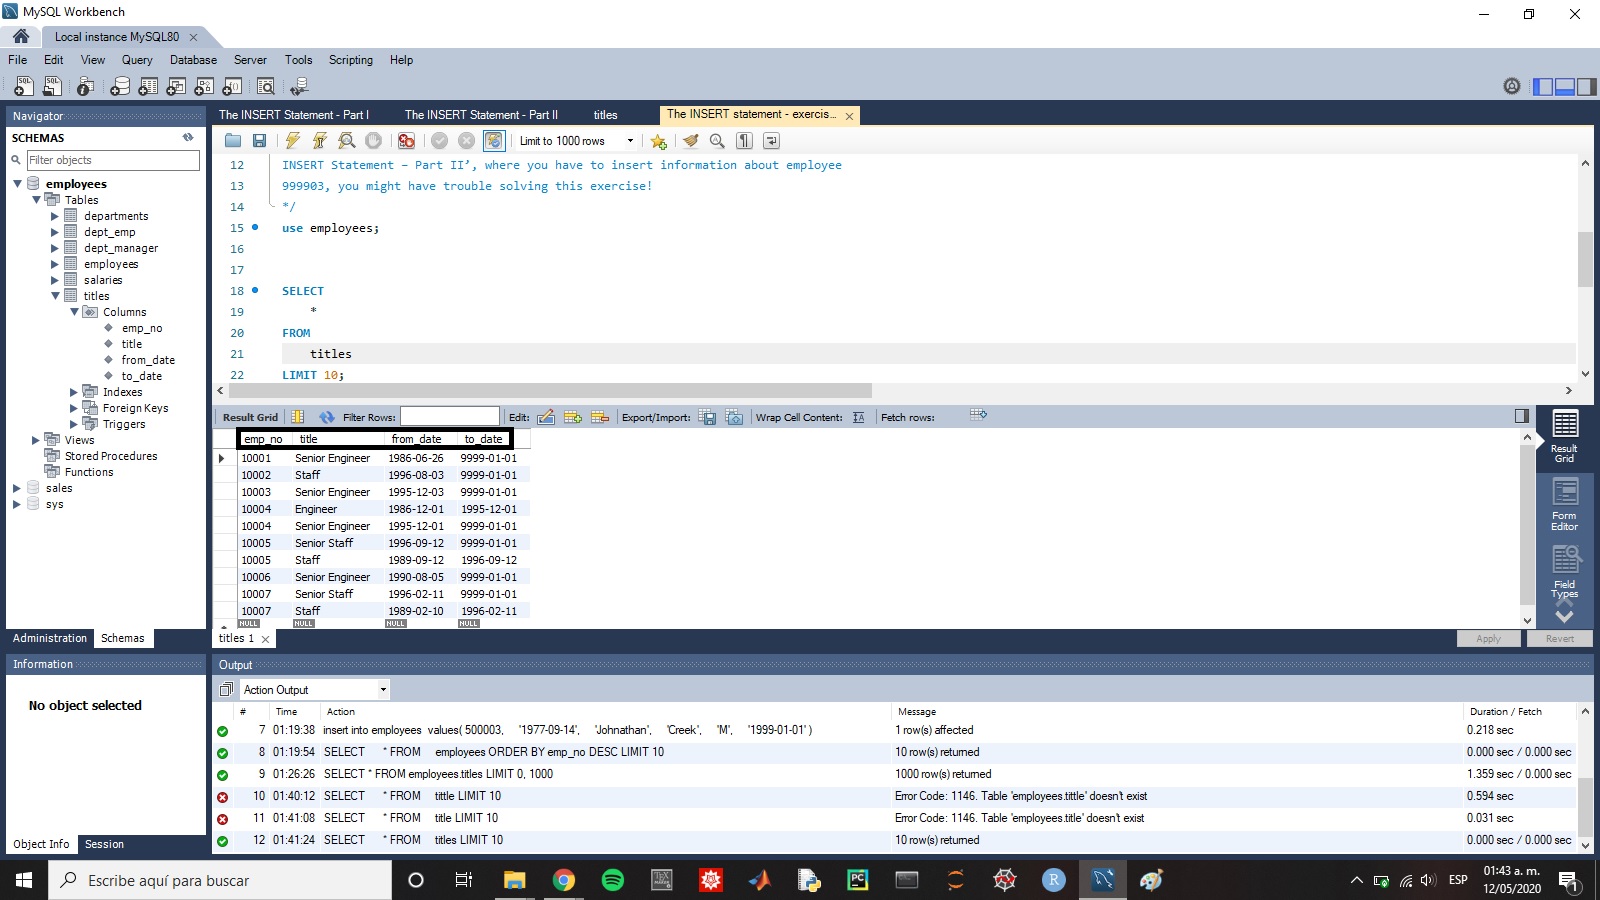 MySQL Workbench
Local instance MySQL80
File Edit View Query Database Server Tools Scripting Help
Navigator
SCHEMAS
Filter objects
employees
Tables
departments
dept_emp
dept_manager
employees
salaries
titles
Columns
emp_no
title
from_date
to_date
Indexes
Foreign Keys
Triggers
Views
Stored Procedures
Functions
sales
sys
Administration Schemas
Information
No object selected
Object Info Session
The INSERT Statement - Part I The INSERT Statement - Part II titles The INSERT statement - exercis...
Limit to 1000 rows
12 INSERT Statement – Part II’, where you have to insert information about employee
13 999903, you might have trouble solving this exercise!
14 */
15 use employees;
16
17
18 SELECT
19 *
20 FROM
21 titles
22 LIMIT 10;
Result Grid Filter Rows: Edit: Export/Import: Wrap Cell Content: IA Fetch rows:
emp_no title from_date to_date
10001 Senior Engineer 1986-06-26 9999-01-01
10002 Staff 1996-08-03 9999-01-01
10003 Senior Engineer 1995-12-03 9999-01-01
10004 Engineer 1986-12-01 1995-12-01
10004 Senior Engineer 1995-12-01 9999-01-01
10005 Senior Staff 1996-09-12 9999-01-01
10005 Staff 1989-09-12 1996-09-12
10006 Senior Engineer 1990-08-05 9999-01-01
10007 Senior Staff 1996-02-11 9999-01-01
10007 Staff 1989-02-10 1996-02-11
NULL NULL NULL NULL
Result Grid
Form Editor
Field Types
titles 1
Apply Revert
Output
Action Output
# Time Action Message Duration / Fetch
7 01:19:38 insert into employees values( 500003, '1977-09-14', 'Johnathan', 'Creek', 'M', '1999-01-01' ) 1 row(s) affected 0.218 sec
8 01:19:54 SELECT * FROM employees ORDER BY emp_no DESC LIMIT 10 10 row(s) returned 0.000 sec / 0.000 sec
9 01:26:26 SELECT * FROM employees.titles LIMIT 0, 1000 1000 row(s) returned 1.359 sec / 0.000 sec
10 01:40:12 SELECT * FROM tittle LIMIT 10 Error Code: 1146. Table 'employees.tittle' doesn't exist 0.594 sec
11 01:41:08 SELECT * FROM title LIMIT 10 Error Code: 1146. Table 'employees.title' doesn't exist 0.031 sec
12 01:41:24 SELECT * FROM titles LIMIT 10 10 row(s) returned 0.000 sec / 0.000 sec
Escribe aquí para buscar
ESP
01:43 a. m.
12/05/2020
1